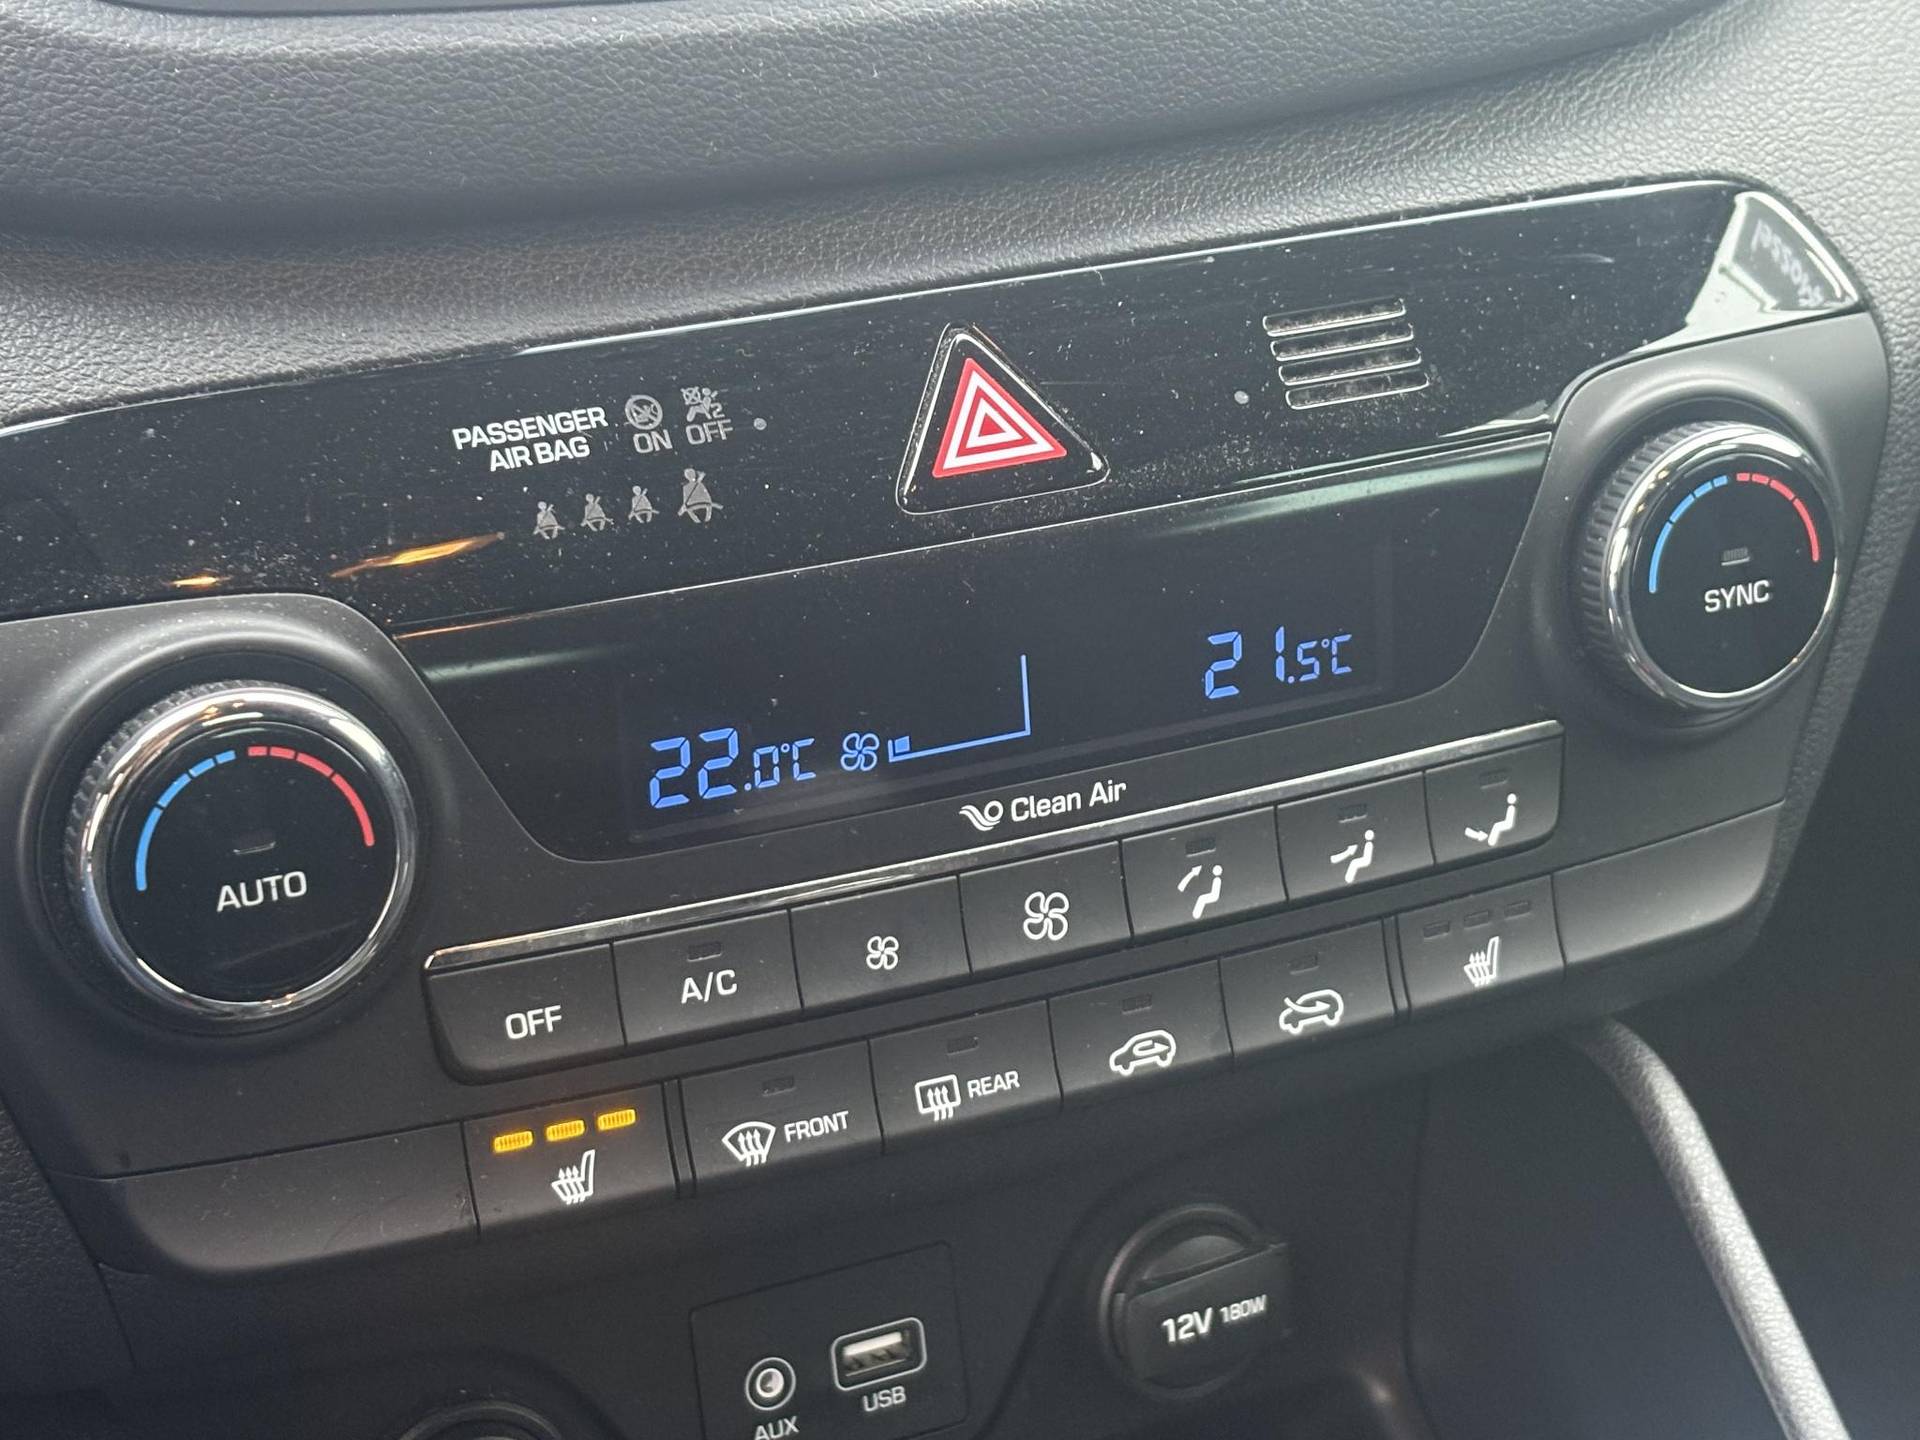 PASSENGER
AIR BAG
ON
OFF
2
22.0°C
21.5°C
SYNC
AUTO
Clean Air
OFF
A/C
FRONT
REAR
12V 180W
AUX
USB